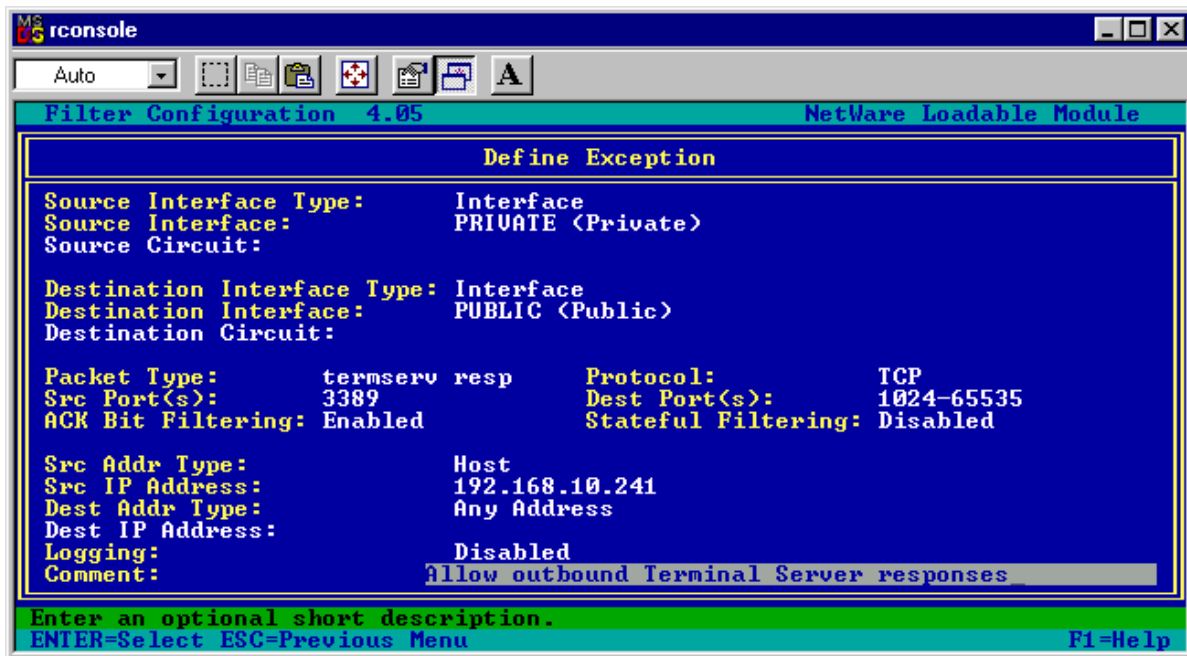 MS DOS rconsole
Auto A
Filter Configuration 4.05 NetWare Loadable Module
Define Exception
Source Interface Type: Interface
Source Interface: PRIVATE (Private)
Source Circuit:
Destination Interface Type: Interface
Destination Interface: PUBLIC (Public)
Destination Circuit:
Packet Type: termserv resp Protocol: TCP
Src Port(s): 3389 Dest Port(s): 1024-65535
ACK Bit Filtering: Enabled Stateful Filtering: Disabled
Src Addr Type: Host
Src IP Address: 192.168.10.241
Dest Addr Type: Any Address
Dest IP Address:
Logging: Disabled
Comment: Allow outbound Terminal Server responses_
Enter an optional short description.
ENTER=Select ESC=Previous Menu F1=Help